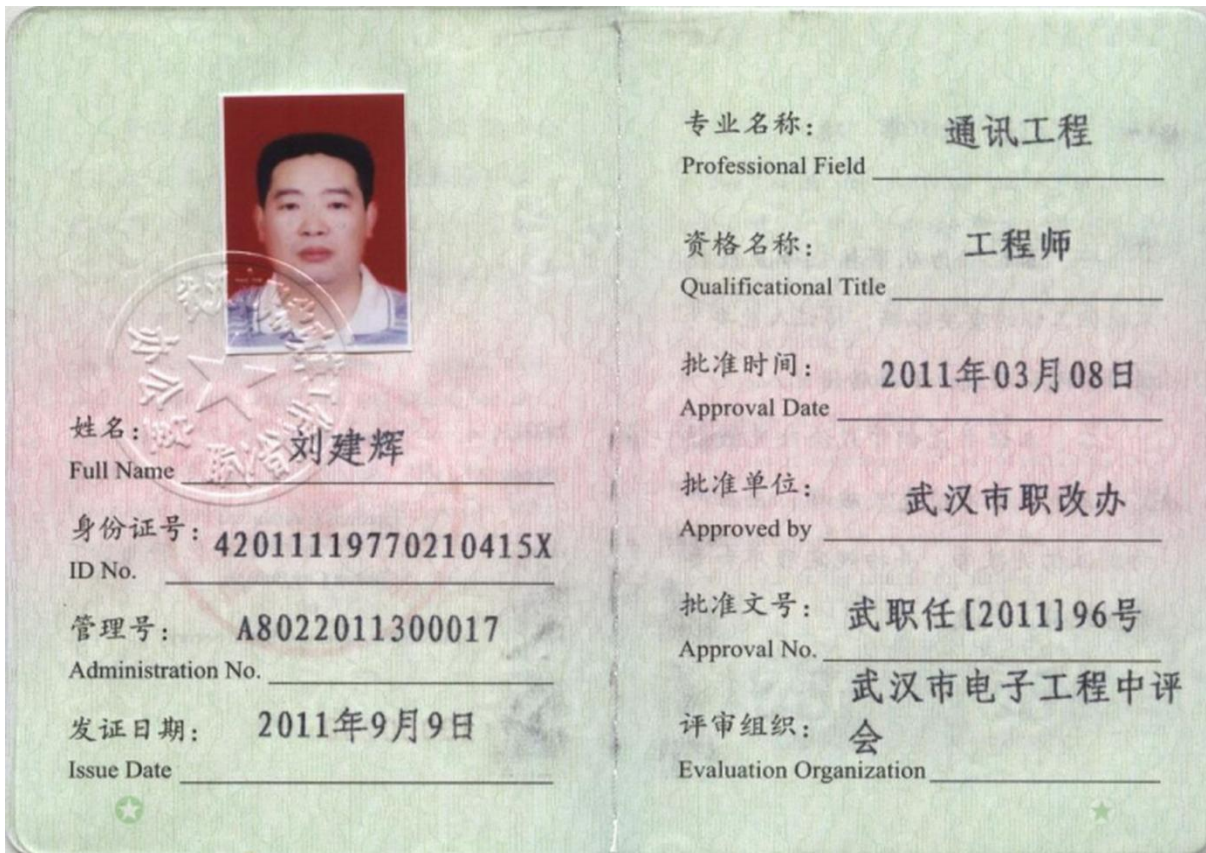 姓名：
刘建辉
Full Name
身份证号：
42011119770210415X
ID No.
管理号：
A8022011300017
Administration No.
发证日期：
2011年9月9日
Issue Date
专业名称：
通讯工程
Professional Field
资格名称：
工程师
Qualificational Title
批准时间：
2011年03月08日
Approval Date
批准单位：
武汉市职改办
Approved by
批准文号：
武职任[2011]96号
Approval No.
武汉市电子工程中评
评审组织：
会
Evaluation Organization